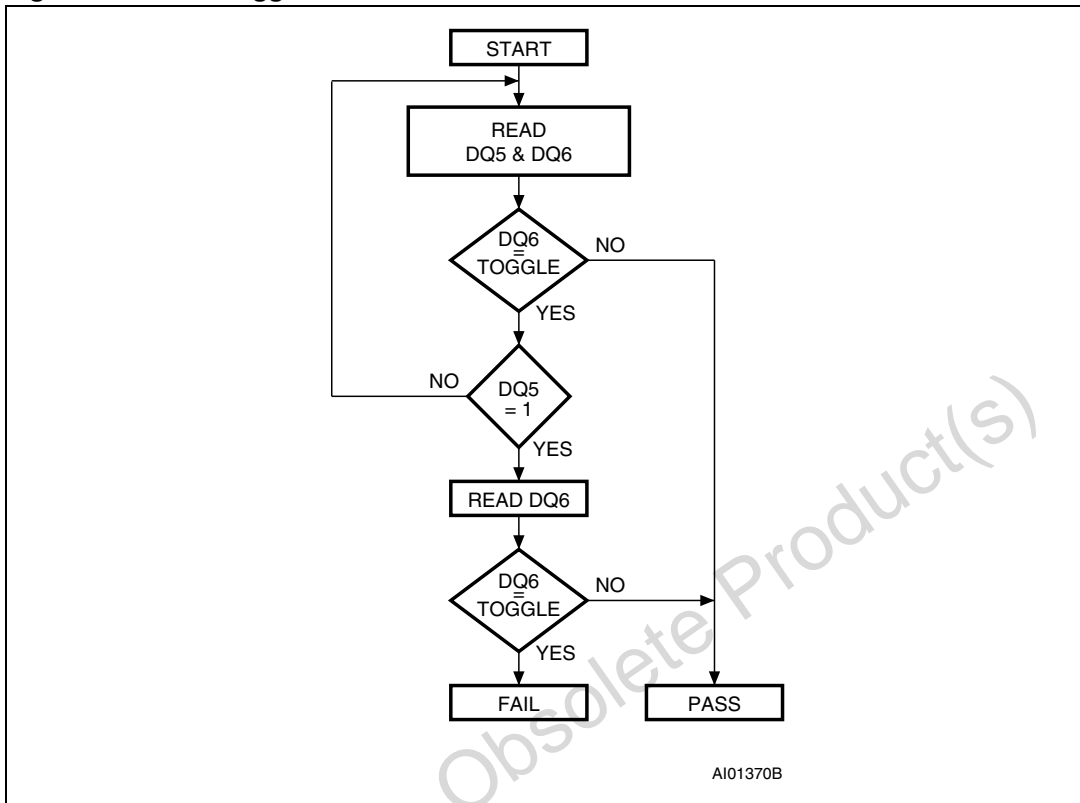 START
READ
DQ5 & DQ6
DQ6
=
TOGGLE
NO
YES
NO
DQ5
= 1
YES
READ DQ6
DQ6
=
TOGGLE
NO
YES
FAIL
PASS
Obsolete Product(s)
AI01370B